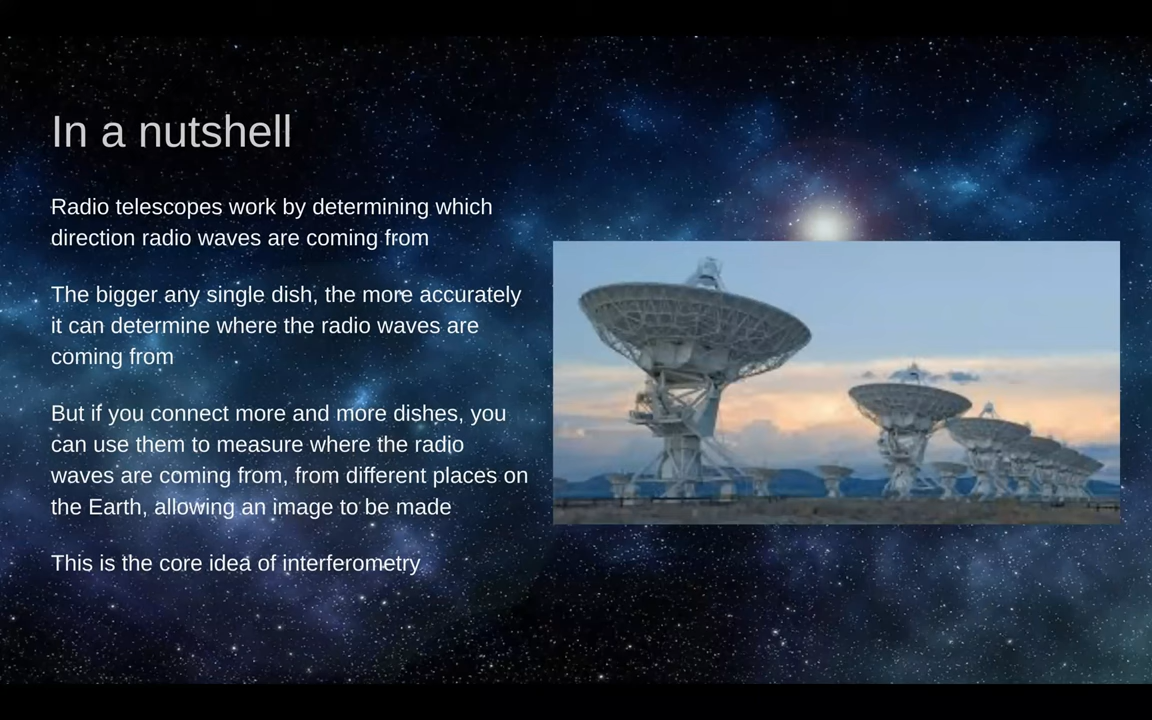 In a nutshell
Radio telescopes work by determining which
direction radio waves are coming from
The bigger any single dish, the more accurately
it can determine where the radio waves are
coming from
But if you connect more and more dishes, you
can use them to measure where the radio
waves are coming from, from different places on
the Earth, allowing an image to be made
This is the core idea of interferometry